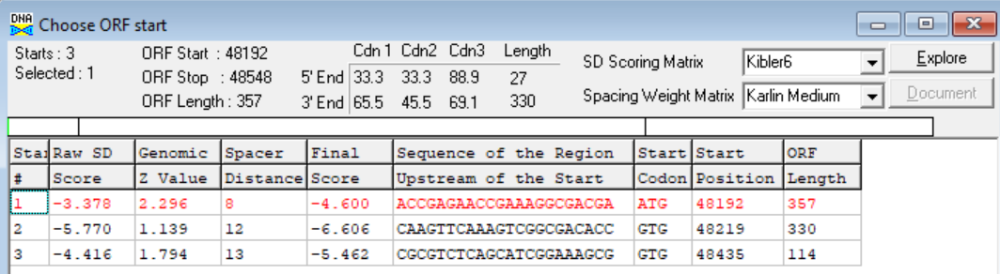 DNA Choose ORF start
Starts : 3 ORF Start : 48192 Cdn 1 Cdn2 Cdn3 Length SD Scoring Matrix Kibler6 Explore
Selected : 1 ORF Stop : 48548 5' End 33.3 33.3 88.9 27
ORF Length : 357 3' End 65.5 45.5 69.1 330 Spacing Weight Matrix Karlin Medium Document
Star Raw SD Genomic Spacer Final Sequence of the Region Start Start ORF
# Score Z Value Distance Score Upstream of the Start Codon Position Length
1 -3.378 2.296 8 -4.600 ACCGAGAACCGAAAGGCGACGA ATG 48192 357
2 -5.770 1.139 12 -6.606 CAAGTTCAAAGTCGGCGACACC GTG 48219 330
3 -4.416 1.794 13 -5.462 CGCGTCTCAGCATCGGAAAGCG GTG 48435 114